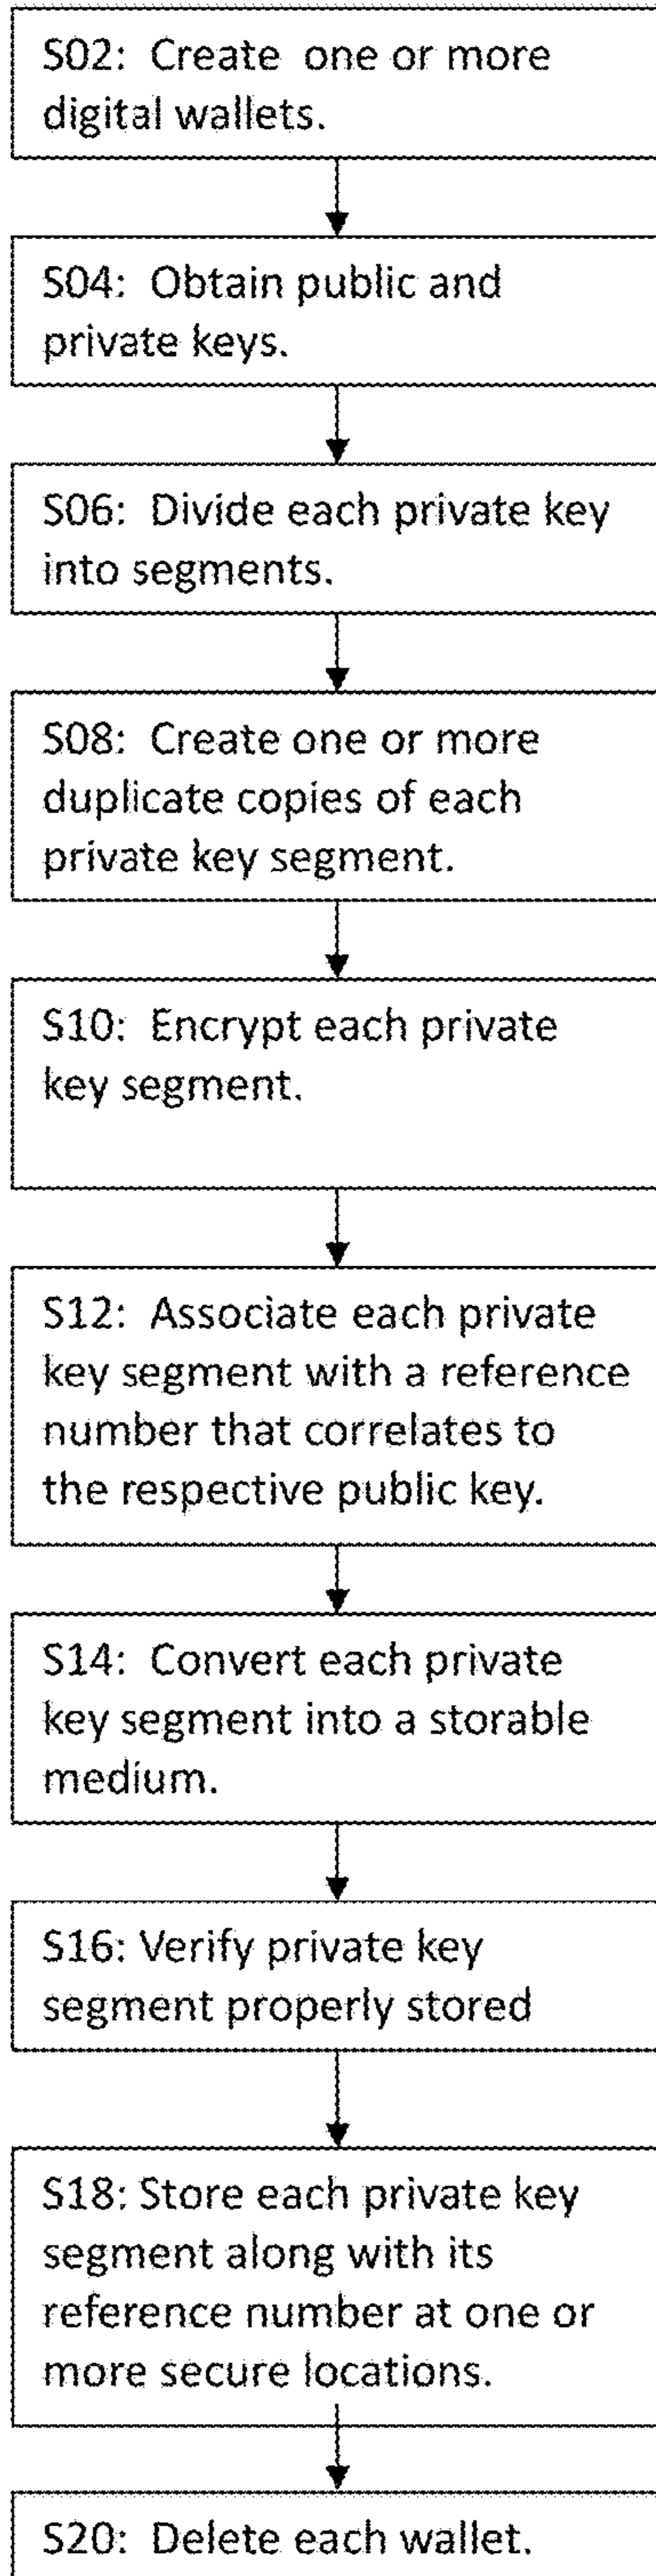 S02: Create one or more
digital wallets.
S04: Obtain public and
private keys.
S06: Divide each private key
into segments.
S08: Create one or more
duplicate copies of each
private key segment.
S10: Encrypt each private
key segment.
S12: Associate each private
key segment with a reference
number that correlates to
the respective public key.
S14: Convert each private
key segment into a storable
medium.
S16: Verify private key
segment properly stored
S18: Store each private key
segment along with its
reference number at one or
more secure locations.
S20: Delete each wallet.